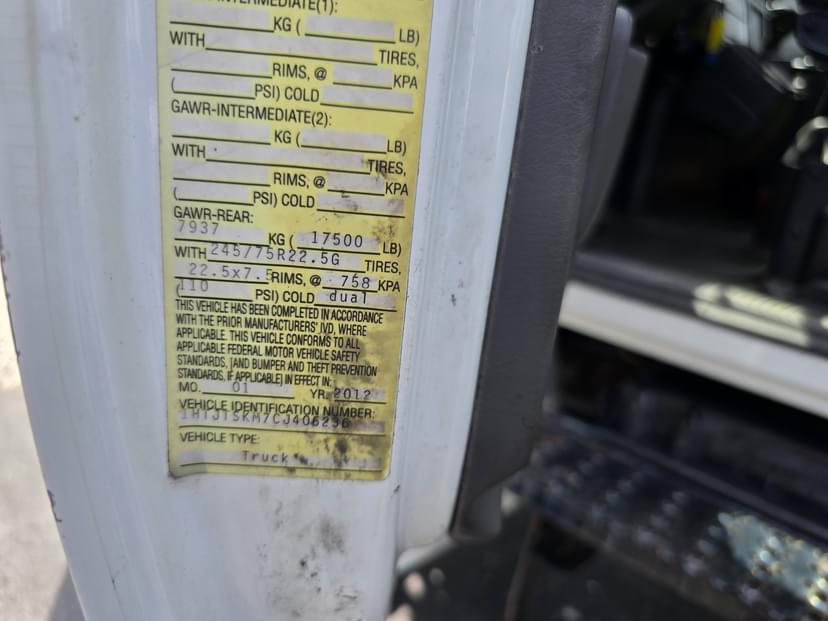 INTERMEDIATE(1):
KG ( LB)
WITH TIRES,
RIMS, @ KPA
( PSI) COLD
GAWR-INTERMEDIATE(2):
KG ( LB)
WITH TIRES,
RIMS, @ KPA
( PSI) COLD
GAWR-REAR:
7937 KG ( 17500 LB)
WITH 245/75R22.5G TIRES,
22.5x7.5 RIMS, @ 758 KPA
(110 PSI) COLD dual
THIS VEHICLE HAS BEEN COMPLETED IN ACCORDANCE
WITH THE PRIOR MANUFACTURERS' IVD, WHERE
APPLICABLE. THIS VEHICLE CONFORMS TO ALL
APPLICABLE FEDERAL MOTOR VEHICLE SAFETY
STANDARDS, [AND BUMPER AND THEFT PREVENTION
STANDARDS, IF APPLICABLE] IN EFFECT IN:
MO. 01 YR. 2012
VEHICLE IDENTIFICATION NUMBER:
1HTJTSKM7CJ406236
VEHICLE TYPE:
Truck